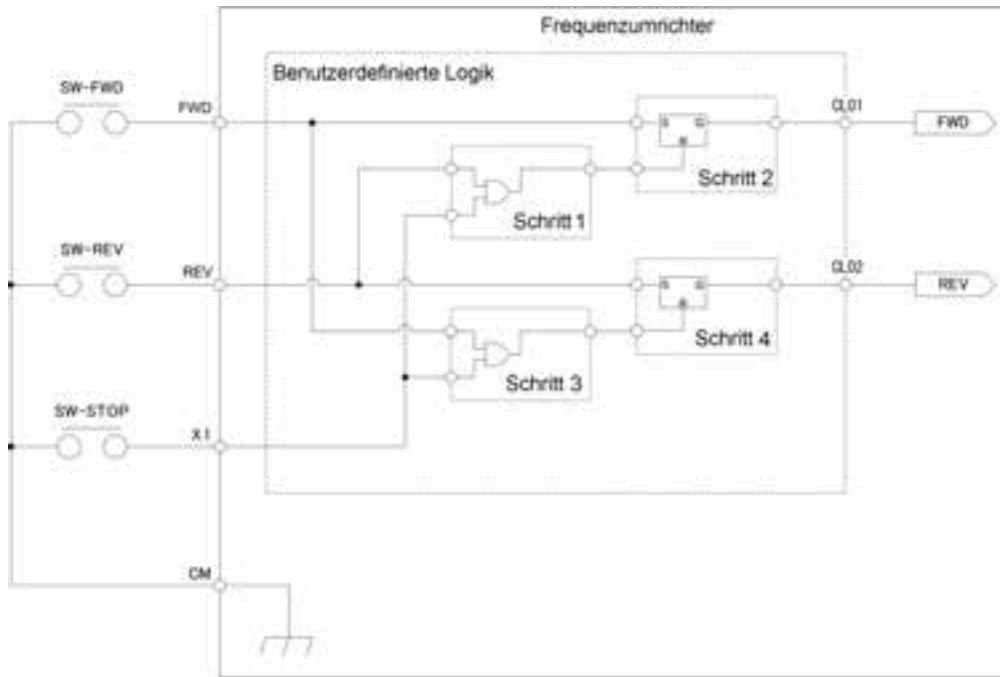 Frequenzumrichter
Benutzerdefinierte Logik
SW-FWD
FWD
CL01
FWD
S Q
R
Schritt 2
Schritt 1
SW-REV
REV
CL02
REV
S Q
R
Schritt 4
Schritt 3
SW-STOP
X1
CM